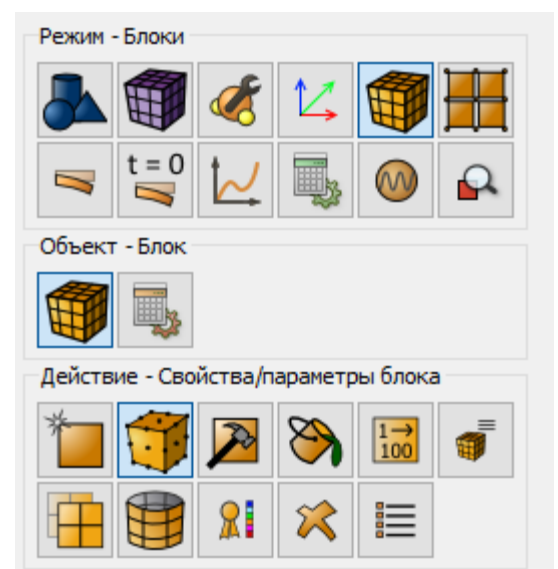 Режим - Блоки
t = 0
Объект - Блок
Действие - Свойства/параметры блока
1→
100